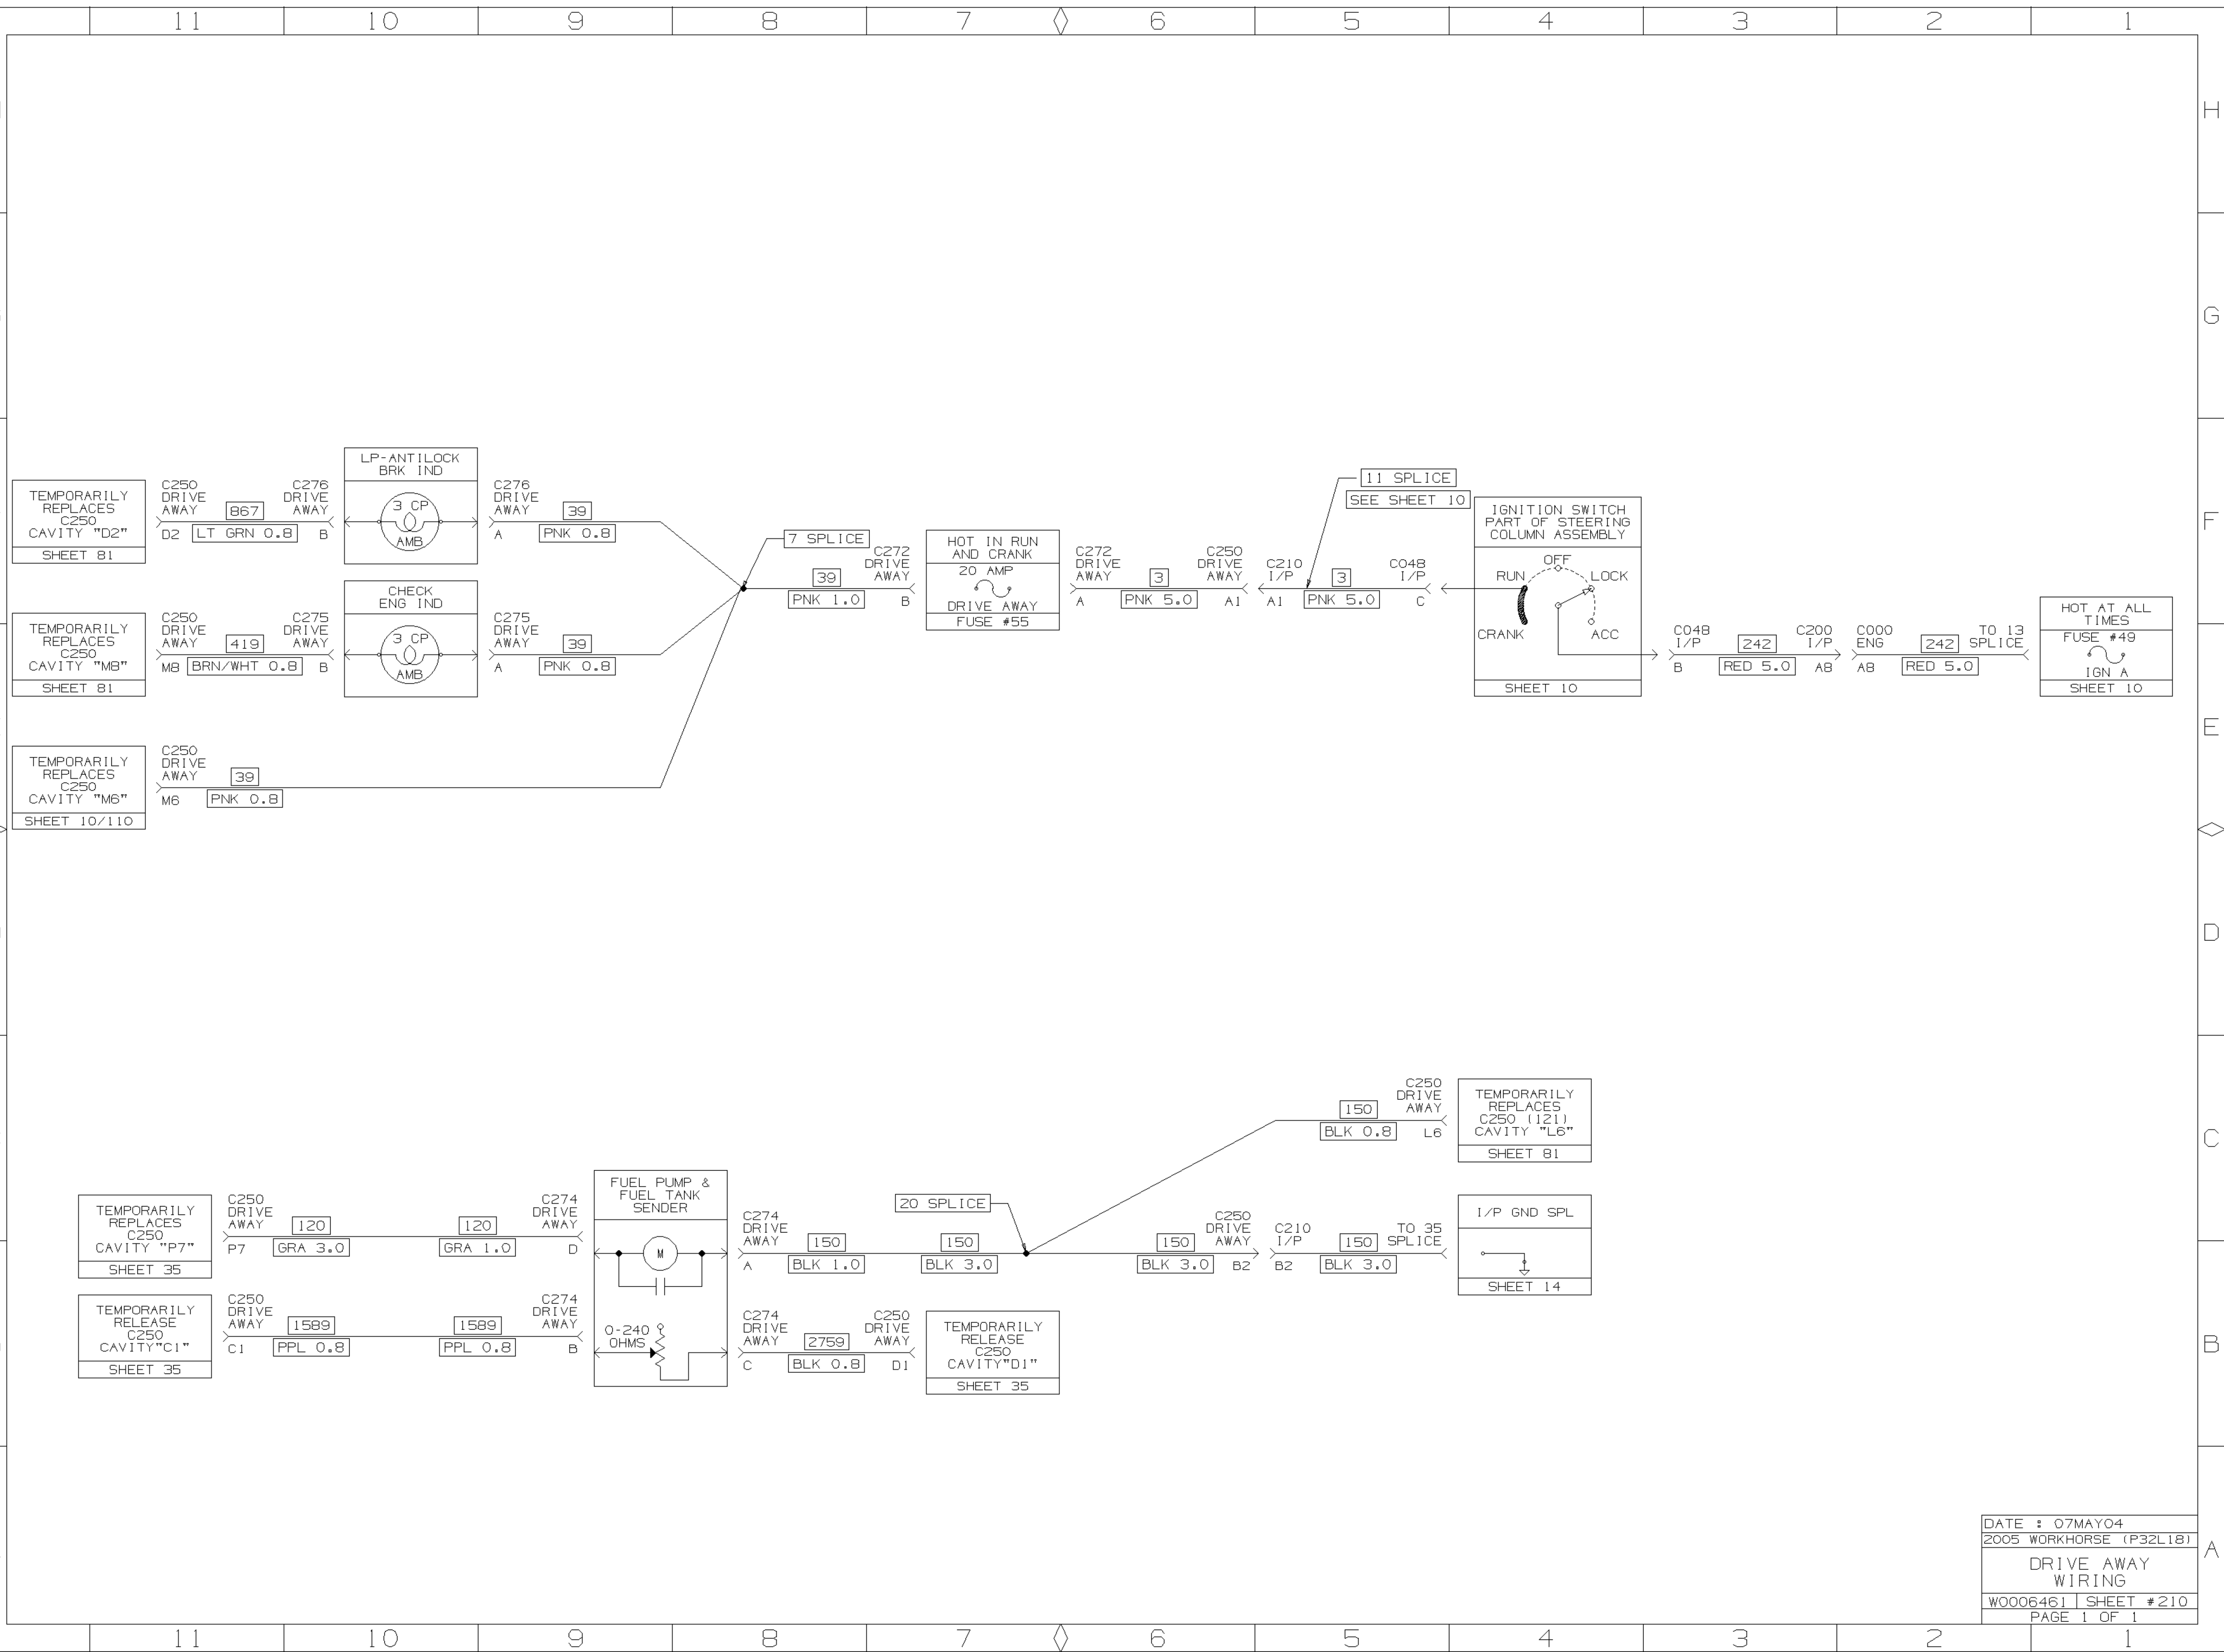 11 10 9 8 7 6 5 4 3 2 1
H
G
F
E
D
C
B
A
TEMPORARILY
REPLACES
C250
CAVITY "D2"
SHEET 81
C250
DRIVE
AWAY
D2
867
LT GRN 0.8
C276
DRIVE
AWAY
B
LP-ANTILOCK
BRK IND
3 CP
AMB
C276
DRIVE
AWAY
A
39
PNK 0.8
TEMPORARILY
REPLACES
C250
CAVITY "M8"
SHEET 81
C250
DRIVE
AWAY
M8
419
BRN/WHT 0.8
C275
DRIVE
AWAY
B
CHECK
ENG IND
3 CP
AMB
C275
DRIVE
AWAY
A
39
PNK 0.8
TEMPORARILY
REPLACES
C250
CAVITY "M6"
SHEET 10/110
C250
DRIVE
AWAY
M6
39
PNK 0.8
7 SPLICE
39
PNK 1.0
C272
DRIVE
AWAY
B
HOT IN RUN
AND CRANK
20 AMP
DRIVE AWAY
FUSE #55
C272
DRIVE
AWAY
A
3
PNK 5.0
C250
DRIVE
AWAY
A1
11 SPLICE
SEE SHEET 10
C210
I/P
A1
3
PNK 5.0
C048
I/P
C
IGNITION SWITCH
PART OF STEERING
COLUMN ASSEMBLY
OFF
RUN
LOCK
CRANK
ACC
SHEET 10
C048
I/P
B
242
RED 5.0
C200
I/P
A8
C000
ENG
A8
242
RED 5.0
TO 13
SPLICE
HOT AT ALL
TIMES
FUSE #49
IGN A
SHEET 10
TEMPORARILY
REPLACES
C250
CAVITY "P7"
SHEET 35
C250
DRIVE
AWAY
P7
120
GRA 3.0
120
GRA 1.0
C274
DRIVE
AWAY
D
TEMPORARILY
RELEASE
C250
CAVITY"C1"
SHEET 35
C250
DRIVE
AWAY
C1
1589
PPL 0.8
1589
PPL 0.8
C274
DRIVE
AWAY
B
FUEL PUMP &
FUEL TANK
SENDER
M
0-240
OHMS
C274
DRIVE
AWAY
A
150
BLK 1.0
150
BLK 3.0
20 SPLICE
150
BLK 3.0
C250
DRIVE
AWAY
B2
C210
I/P
B2
150
BLK 3.0
TO 35
SPLICE
I/P GND SPL
SHEET 14
150
BLK 0.8
C250
DRIVE
AWAY
L6
TEMPORARILY
REPLACES
C250 (121)
CAVITY "L6"
SHEET 81
C274
DRIVE
AWAY
C
2759
BLK 0.8
C250
DRIVE
AWAY
D1
TEMPORARILY
RELEASE
C250
CAVITY"D1"
SHEET 35
DATE : 07MAY04
2005 WORKHORSE (P32L18)
DRIVE AWAY
WIRING
W0006461 SHEET #210
PAGE 1 OF 1
11 10 9 8 7 6 5 4 3 2 1